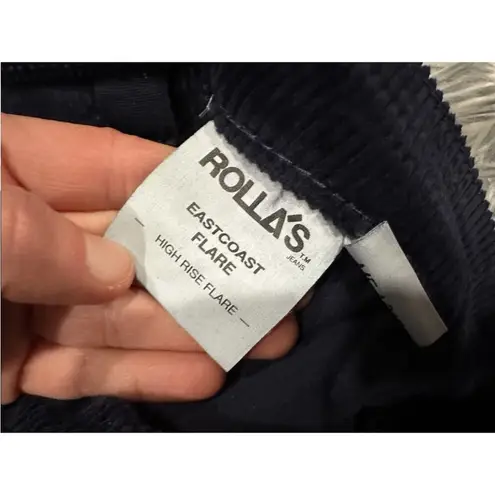 ROLLA'S
JEANS
T.M
EASTCOAST
FLARE
— HIGH RISE FLARE —